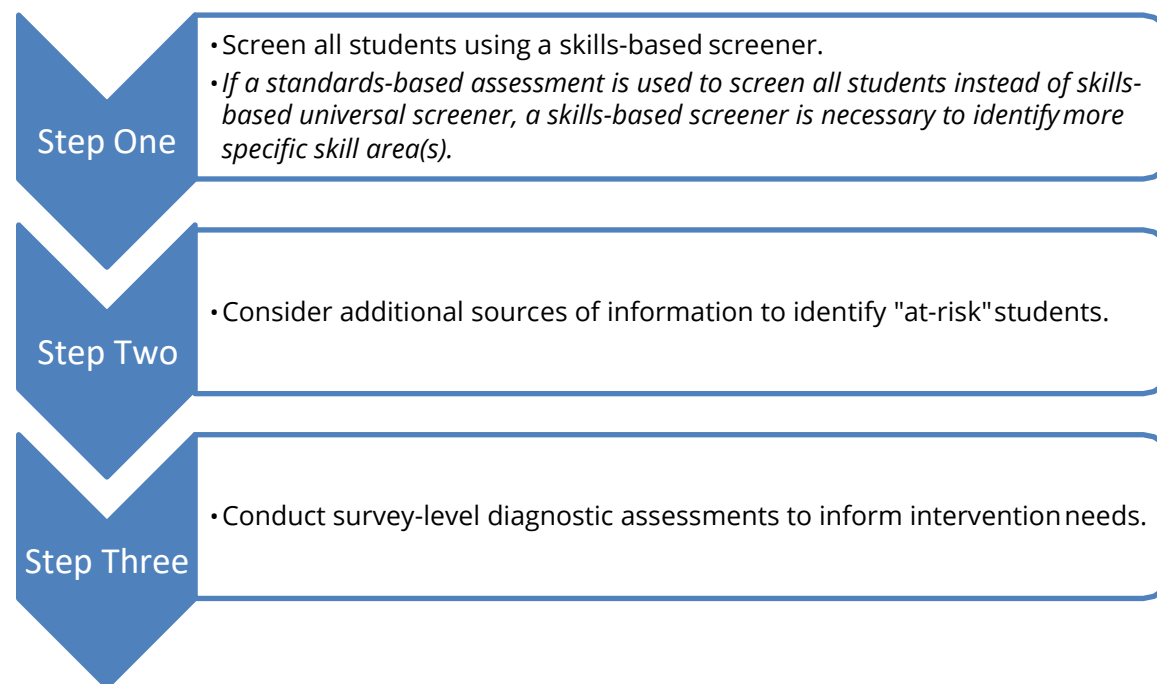 Step One
•Screen all students using a skills-based screener.
•If a standards-based assessment is used to screen all students instead of skills-
based universal screener, a skills-based screener is necessary to identify more
specific skill area(s).
Step Two
•Consider additional sources of information to identify "at-risk" students.
Step Three
•Conduct survey-level diagnostic assessments to inform intervention needs.